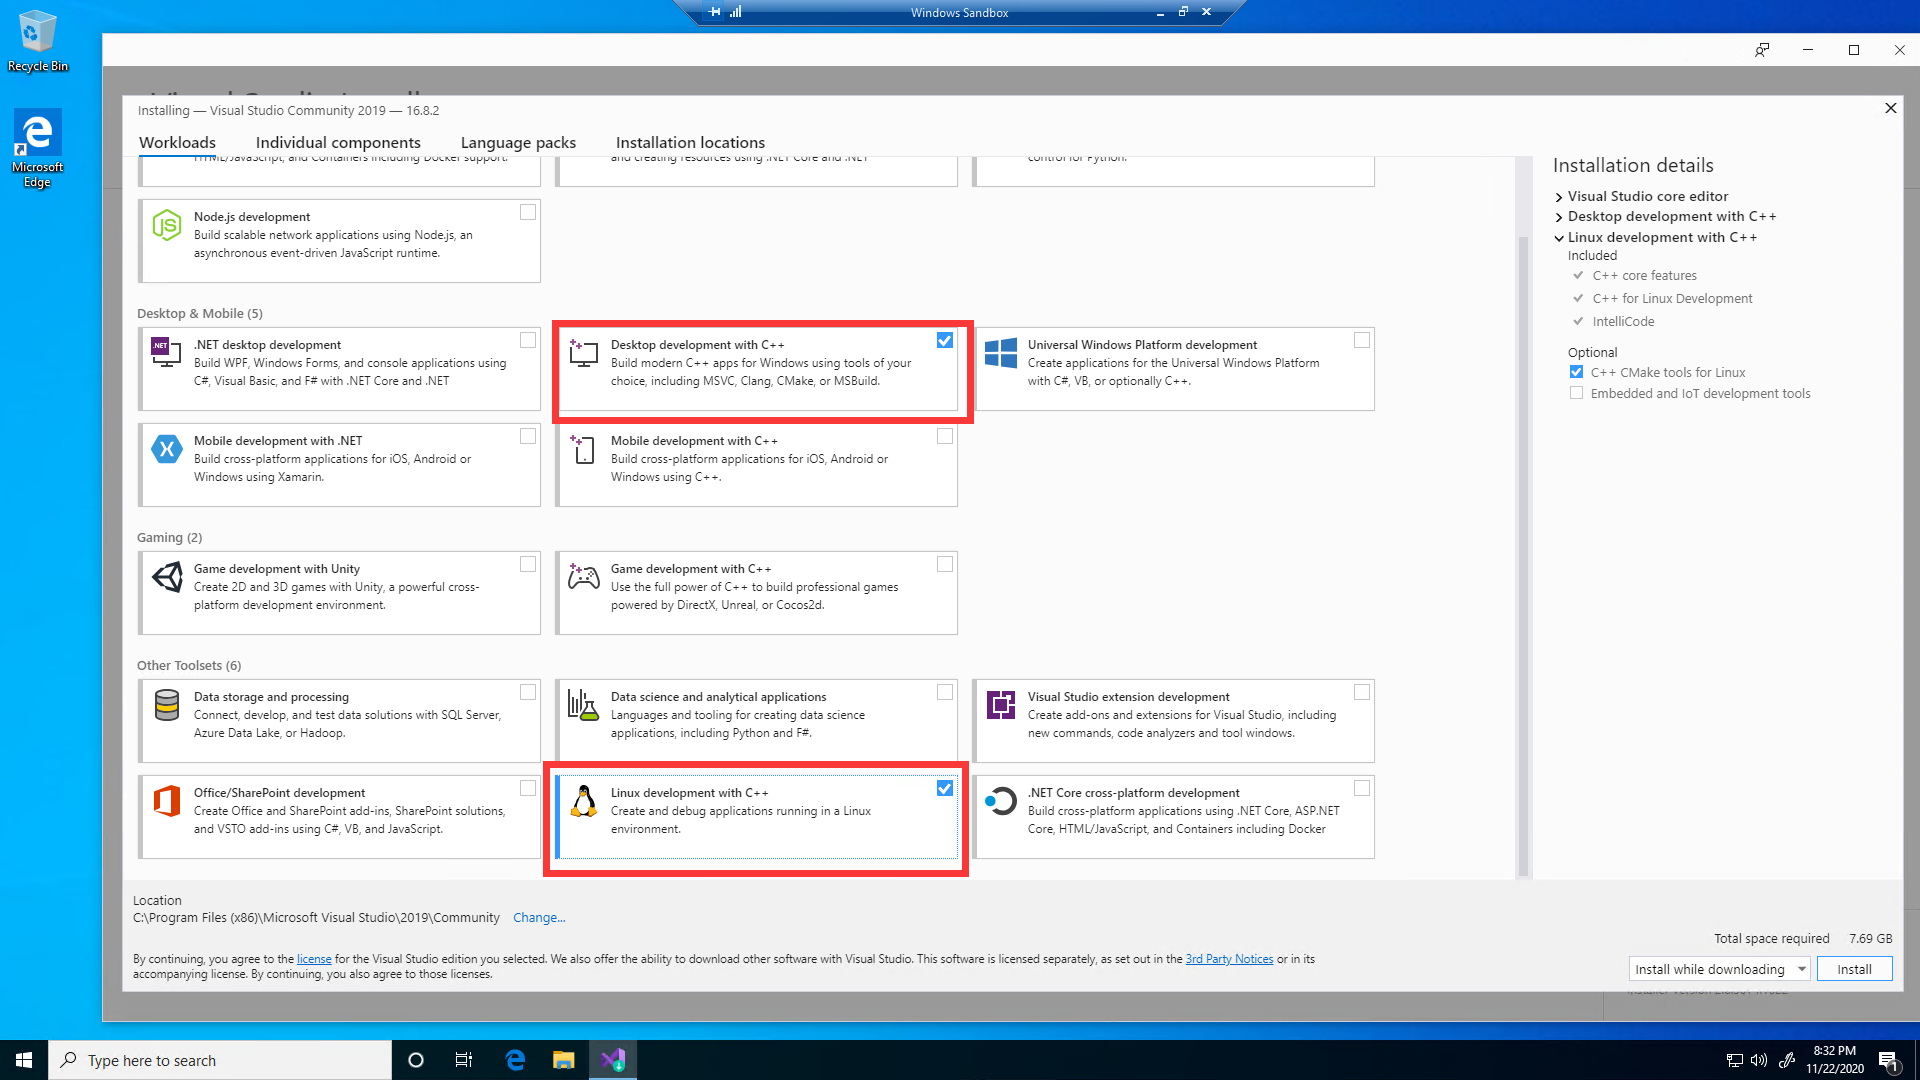 Windows Sandbox
Recycle Bin
Microsoft
Edge
Installing — Visual Studio Community 2019 — 16.8.2
Workloads
Individual components
Language packs
Installation locations
HTML/JavaScript, and Containers including Docker support.
and creating resources using .NET Core and .NET
control for Python.
Node.js development
Build scalable network applications using Node.js, an
asynchronous event-driven JavaScript runtime.
Desktop & Mobile (5)
.NET desktop development
Build WPF, Windows Forms, and console applications using
C#, Visual Basic, and F# with .NET Core and .NET
Desktop development with C++
Build modern C++ apps for Windows using tools of your
choice, including MSVC, Clang, CMake, or MSBuild.
Universal Windows Platform development
Create applications for the Universal Windows Platform
with C#, VB, or optionally C++.
Mobile development with .NET
Build cross-platform applications for iOS, Android or
Windows using Xamarin.
Mobile development with C++
Build cross-platform applications for iOS, Android or
Windows using C++.
Gaming (2)
Game development with Unity
Create 2D and 3D games with Unity, a powerful cross-
platform development environment.
Game development with C++
Use the full power of C++ to build professional games
powered by DirectX, Unreal, or Cocos2d.
Other Toolsets (6)
Data storage and processing
Connect, develop, and test data solutions with SQL Server,
Azure Data Lake, or Hadoop.
Data science and analytical applications
Languages and tooling for creating data science
applications, including Python and F#.
Visual Studio extension development
Create add-ons and extensions for Visual Studio, including
new commands, code analyzers and tool windows.
Office/SharePoint development
Create Office and SharePoint add-ins, SharePoint solutions,
and VSTO add-ins using C#, VB, and JavaScript.
Linux development with C++
Create and debug applications running in a Linux
environment.
.NET Core cross-platform development
Build cross-platform applications using .NET Core, ASP.NET
Core, HTML/JavaScript, and Containers including Docker
Installation details
Visual Studio core editor
Desktop development with C++
Linux development with C++
Included
C++ core features
C++ for Linux Development
IntelliCode
Optional
C++ CMake tools for Linux
Embedded and IoT development tools
Location
C:\Program Files (x86)\Microsoft Visual Studio\2019\Community Change...
By continuing, you agree to the license for the Visual Studio edition you selected. We also offer the ability to download other software with Visual Studio. This software is licensed separately, as set out in the 3rd Party Notices or in its
accompanying license. By continuing, you also agree to those licenses.
Total space required 7.69 GB
Install while downloading
Install
Type here to search
8:32 PM
11/22/2020
1